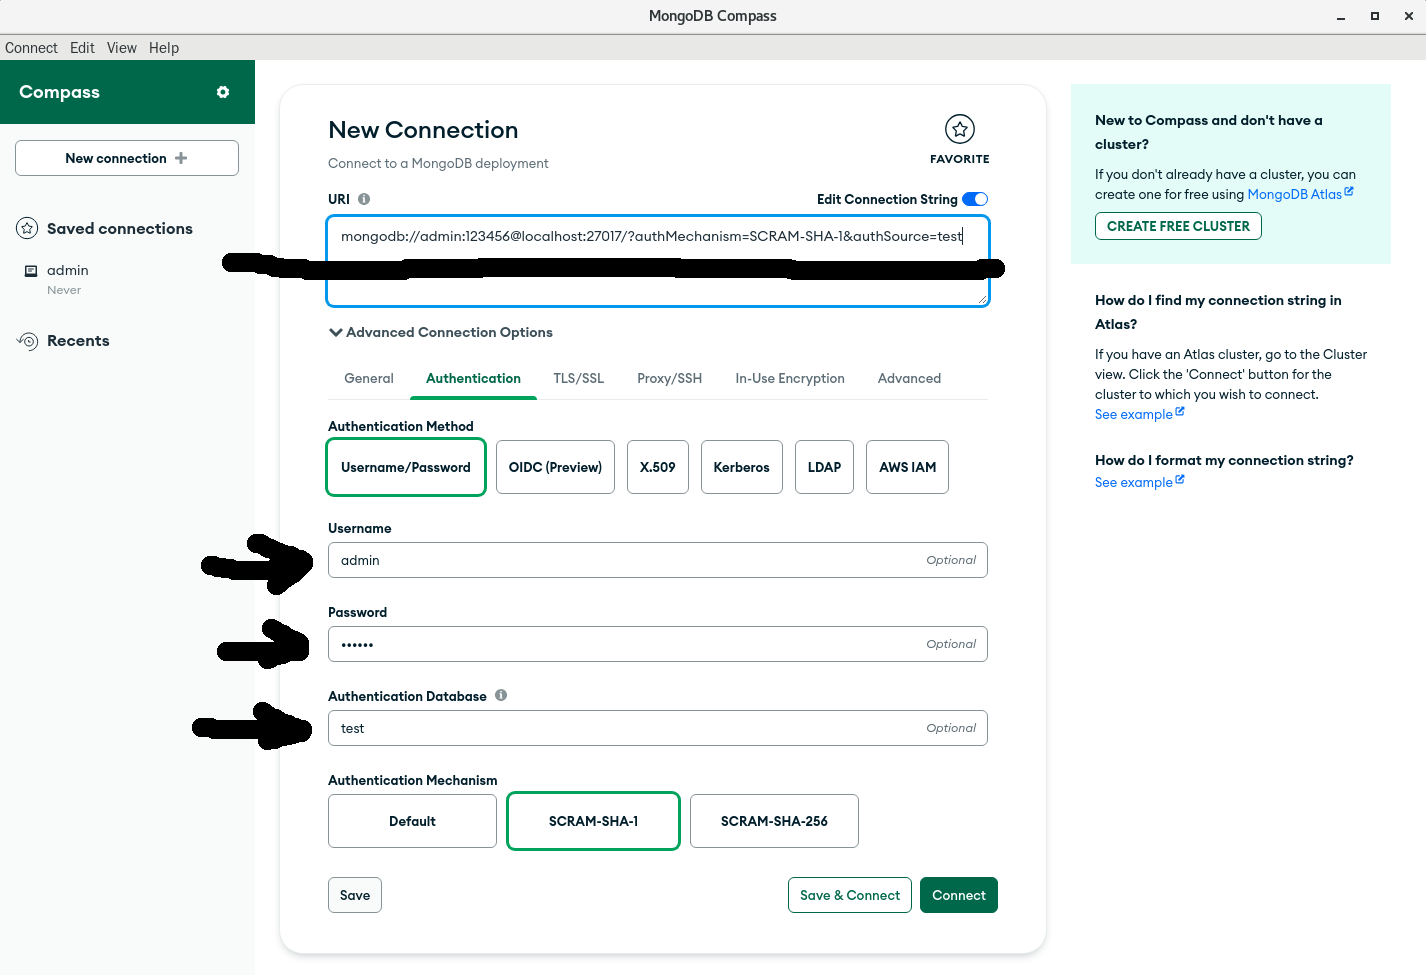 MongoDB Compass
Connect Edit View Help
Compass
New connection
Saved connections
admin
Never
Recents
New Connection
Connect to a MongoDB deployment
FAVORITE
URI
Edit Connection String
mongodb://admin:123456@localhost:27017/?authMechanism=SCRAM-SHA-1&authSource=test
Advanced Connection Options
General Authentication TLS/SSL Proxy/SSH In-Use Encryption Advanced
Authentication Method
Username/Password OIDC (Preview) X.509 Kerberos LDAP AWS IAM
Username
admin Optional
Password
•••••• Optional
Authentication Database
test Optional
Authentication Mechanism
Default SCRAM-SHA-1 SCRAM-SHA-256
Save Save & Connect Connect
New to Compass and don't have a
cluster?
If you don't already have a cluster, you can
create one for free using MongoDB Atlas
CREATE FREE CLUSTER
How do I find my connection string in
Atlas?
If you have an Atlas cluster, go to the Cluster
view. Click the 'Connect' button for the
cluster to which you wish to connect.
See example
How do I format my connection string?
See example